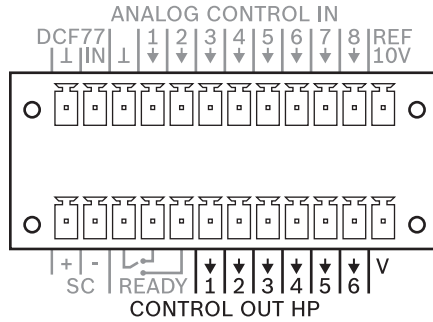 ANALOG CONTROL IN
DCF77 1 2 3 4 5 6 7 8 REF
IN 10V
+ - 1 2 3 4 5 6 V
SC READY
CONTROL OUT HP